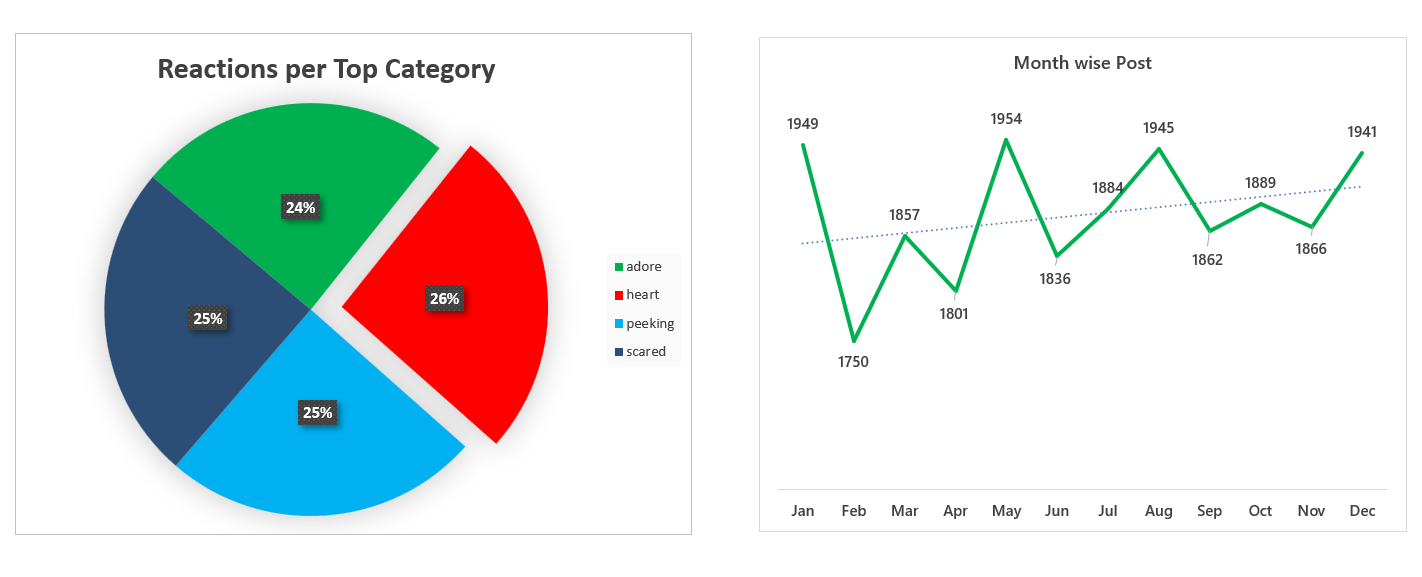 Reactions per Top Category
24%
26%
25%
25%
adore
heart
peeking
scared
Month wise Post
1949
1750
1857
1801
1954
1836
1884
1945
1862
1889
1866
1941
Jan Feb Mar Apr May Jun Jul Aug Sep Oct Nov Dec